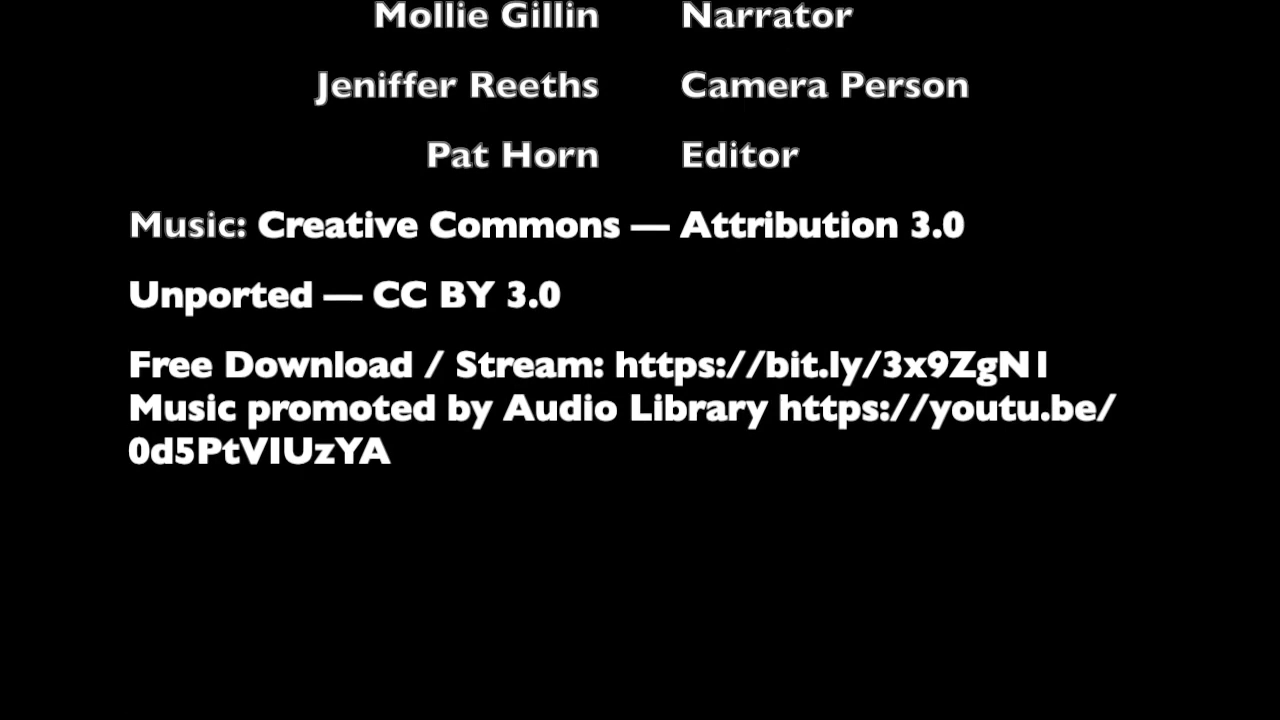 Mollie Gillin Narrator
Jeniffer Reeths Camera Person
Pat Horn Editor
Music: Creative Commons — Attribution 3.0
Unported — CC BY 3.0
Free Download / Stream: https://bit.ly/3x9ZgN1
Music promoted by Audio Library https://youtu.be/
0d5PtVIUzYA